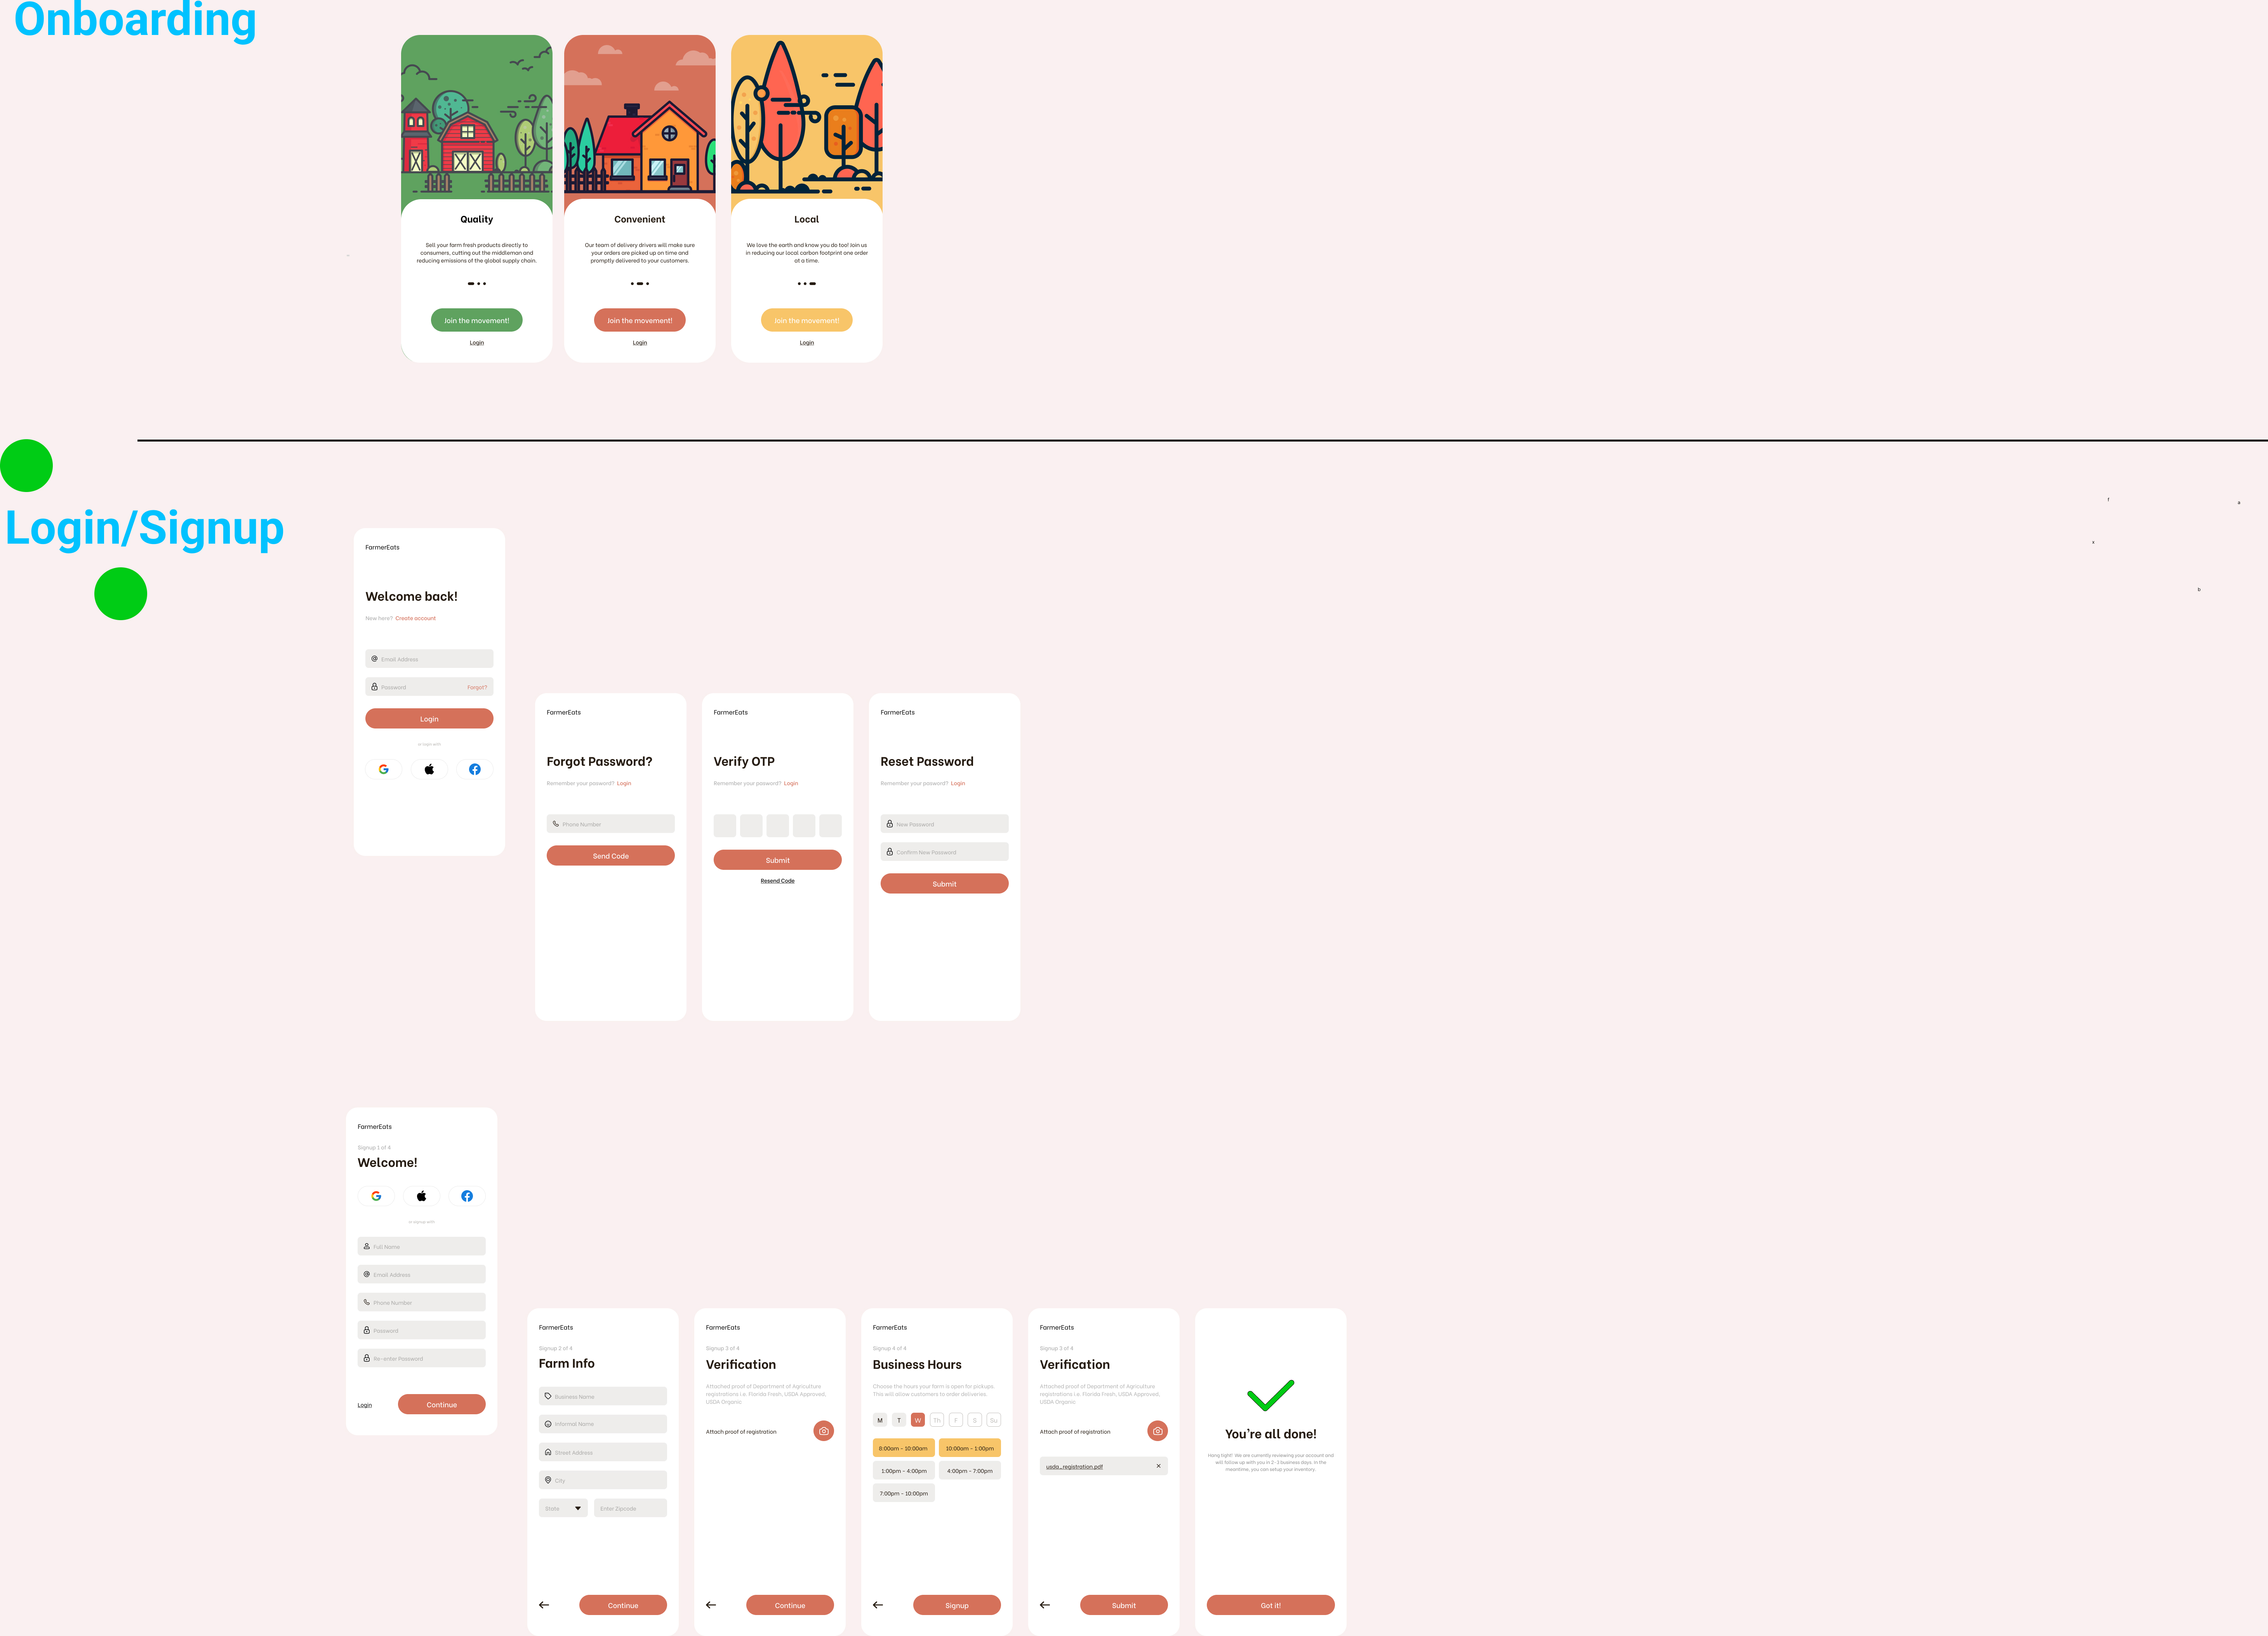 Onboarding
Quality
Sell your farm fresh products directly to
consumers, cutting out the middleman and
reducing emissions of the global supply chain.
Join the movement!
Login
Convenient
Our team of delivery drivers will make sure
your orders are picked up on time and
promptly delivered to your customers.
Join the movement!
Login
Local
We love the earth and know you do too! Join us
in reducing our local carbon footprint one order
at a time.
Join the movement!
Login
Login/Signup
FarmerEats
Welcome back!
New here? Create account
Email Address
Password Forgot?
Login
or login with
FarmerEats
Forgot Password?
Remember your pasword? Login
Phone Number
Send Code
FarmerEats
Verify OTP
Remember your pasword? Login
Submit
Resend Code
FarmerEats
Reset Password
Remember your pasword? Login
New Password
Confirm New Password
Submit
FarmerEats
Signup 1 of 4
Welcome!
or signup with
Full Name
Email Address
Phone Number
Password
Re-enter Password
Login Continue
FarmerEats
Signup 2 of 4
Farm Info
Business Name
Informal Name
Street Address
City
State Enter Zipcode
Continue
FarmerEats
Signup 3 of 4
Verification
Attached proof of Department of Agriculture
registrations i.e. Florida Fresh, USDA Approved,
USDA Organic
Attach proof of registration
Continue
FarmerEats
Signup 4 of 4
Business Hours
Choose the hours your farm is open for pickups.
This will allow customers to order deliveries.
M T W Th F S Su
8:00am - 10:00am 10:00am - 1:00pm
1:00pm - 4:00pm 4:00pm - 7:00pm
7:00pm - 10:00pm
Signup
FarmerEats
Signup 3 of 4
Verification
Attached proof of Department of Agriculture
registrations i.e. Florida Fresh, USDA Approved,
USDA Organic
Attach proof of registration
usda_registration.pdf
Submit
You're all done!
Hang tight! We are currently reviewing your account and
will follow up with you in 2-3 business days. In the
meantime, you can setup your inventory.
Got it!